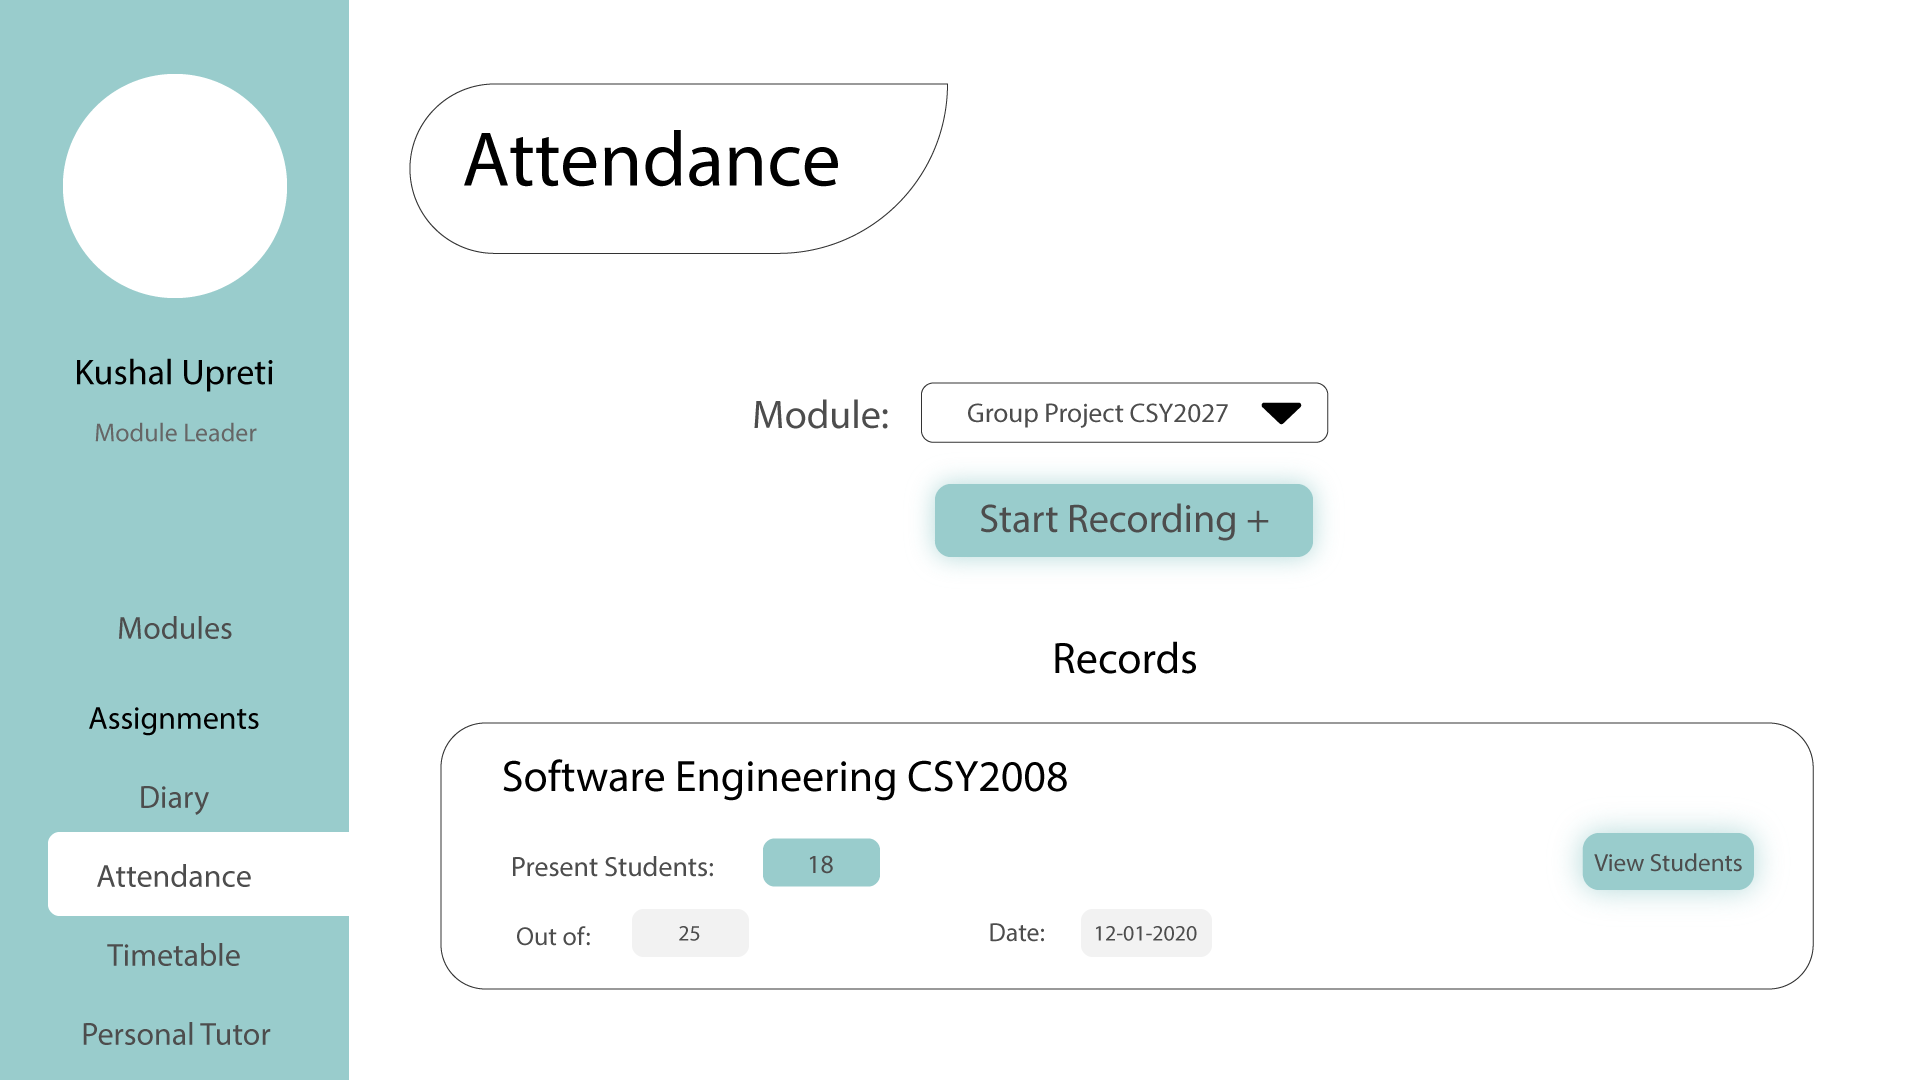 Kushal Upreti
Module Leader
Modules
Assignments
Diary
Attendance
Timetable
Personal Tutor
Attendance
Module: Group Project CSY2027
Start Recording +
Records
Software Engineering CSY2008
Present Students: 18
View Students
Out of: 25 Date: 12-01-2020